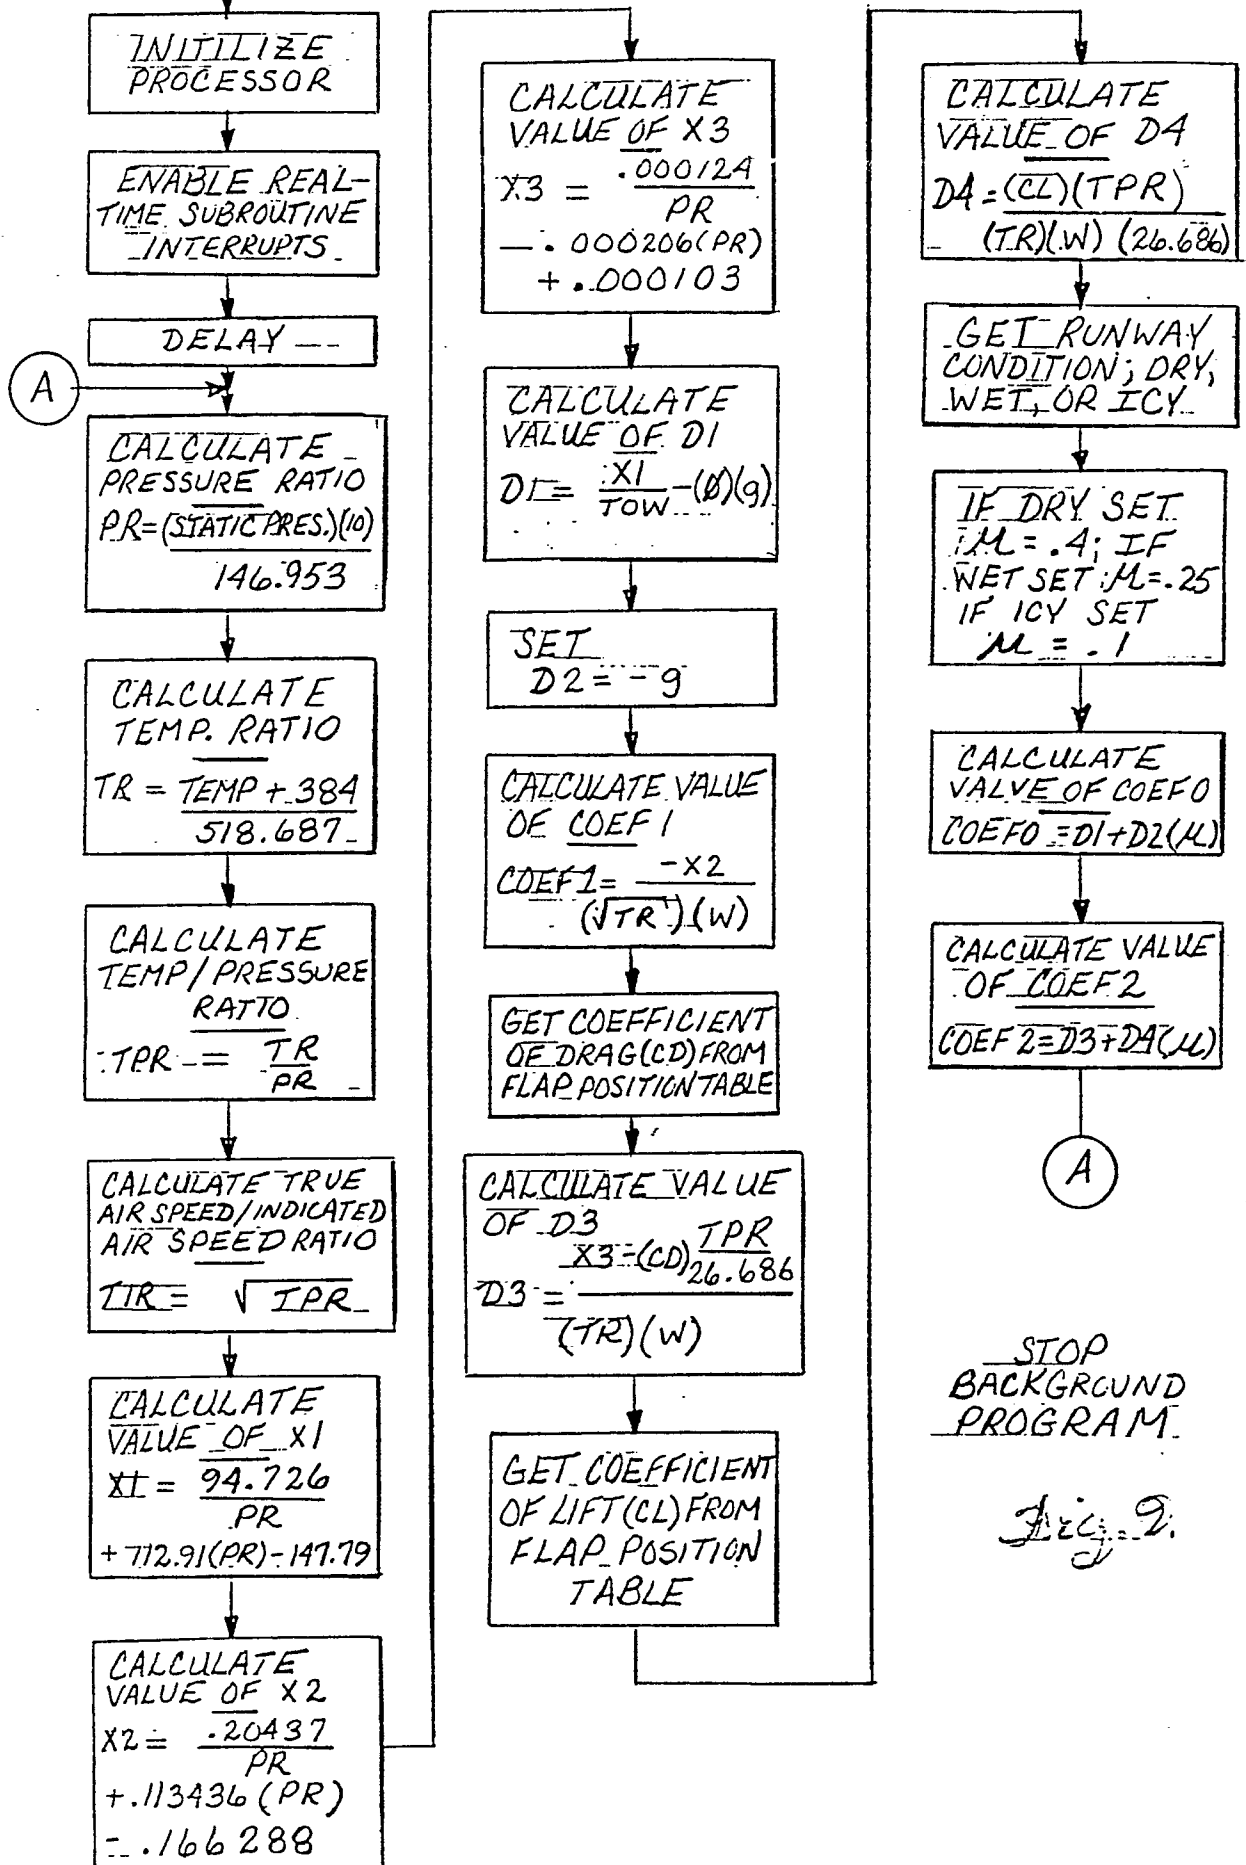 INITILIZE
PROCESSOR
ENABLE REAL-
TIME SUBROUTINE
INTERRUPTS
DELAY
A
CALCULATE
PRESSURE RATIO
PR=(STATIC PRES.)(10)
146.953
CALCULATE
TEMP. RATIO
TR = TEMP + 384
518.687
CALCULATE
TEMP/PRESSURE
RATIO
TPR = TR
PR
CALCULATE TRUE
AIR SPEED/INDICATED
AIR SPEED RATIO
TIR = √TPR
CALCULATE
VALUE OF X1
X1 = 94.726
PR
+ 712.91(PR)-147.79
CALCULATE
VALUE OF X2
X2 = .20437
PR
+.113436 (PR)
-.166288
CALCULATE
VALUE OF X3
X3 = .000124
PR
-.000206(PR)
+.000103
CALCULATE
VALUE OF D1
D1 = X1
TOW -(Ø)(g)
SET
D2 = -g
CALCULATE VALUE
OF COEF 1
COEF1 = -X2
(√TR)(W)
GET COEFFICIENT
OF DRAG(CD) FROM
FLAP POSITION TABLE
CALCULATE VALUE
OF D3
X3-(CD) TPR
26.686
D3 =
(TR)(W)
GET COEFFICIENT
OF LIFT(CL) FROM
FLAP POSITION
TABLE
CALCULATE
VALUE OF D4
D4 = (CL)(TPR)
(TR)(W)(26.686)
GET RUNWAY
CONDITION; DRY,
WET, OR ICY
IF DRY SET
μ = .4; IF
WET SET μ=.25
IF ICY SET
μ = .1
CALCULATE
VALVE OF COEF0
COEF0 = D1+D2(μ)
CALCULATE VALUE
OF COEF2
COEF 2=D3+D4(μ)
A
STOP
BACKGROUND
PROGRAM
Fig. 9.